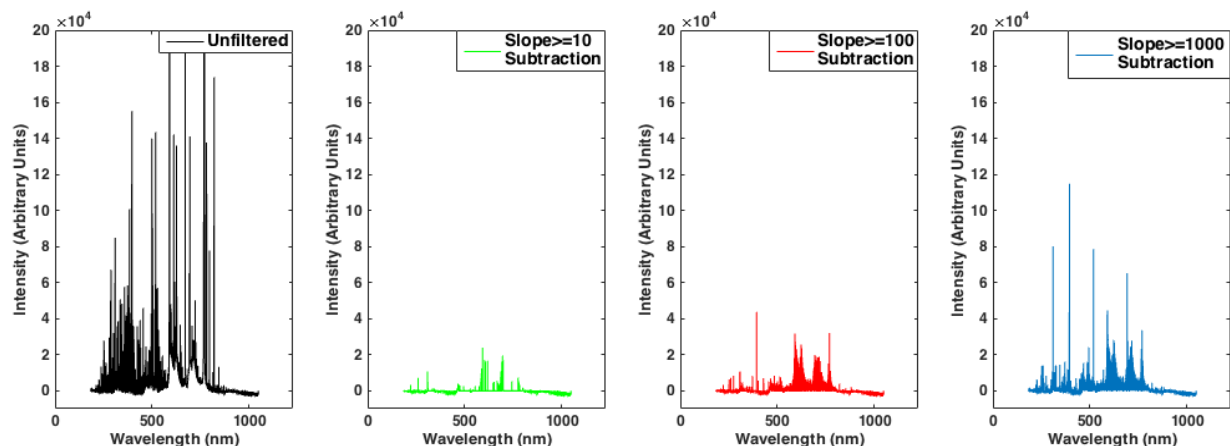 ×10⁴
20
18
16
14
12
10
8
6
4
2
0
Intensity (Arbitrary Units)
0 500 1000
Wavelength (nm)
Unfiltered
×10⁴
20
18
16
14
12
10
8
6
4
2
0
Intensity (Arbitrary Units)
0 500 1000
Wavelength (nm)
Slope>=10
Subtraction
×10⁴
20
18
16
14
12
10
8
6
4
2
0
Intensity (Arbitrary Units)
0 500 1000
Wavelength (nm)
Slope>=100
Subtraction
×10⁴
20
18
16
14
12
10
8
6
4
2
0
Intensity (Arbitrary Units)
0 500 1000
Wavelength (nm)
Slope>=1000
Subtraction